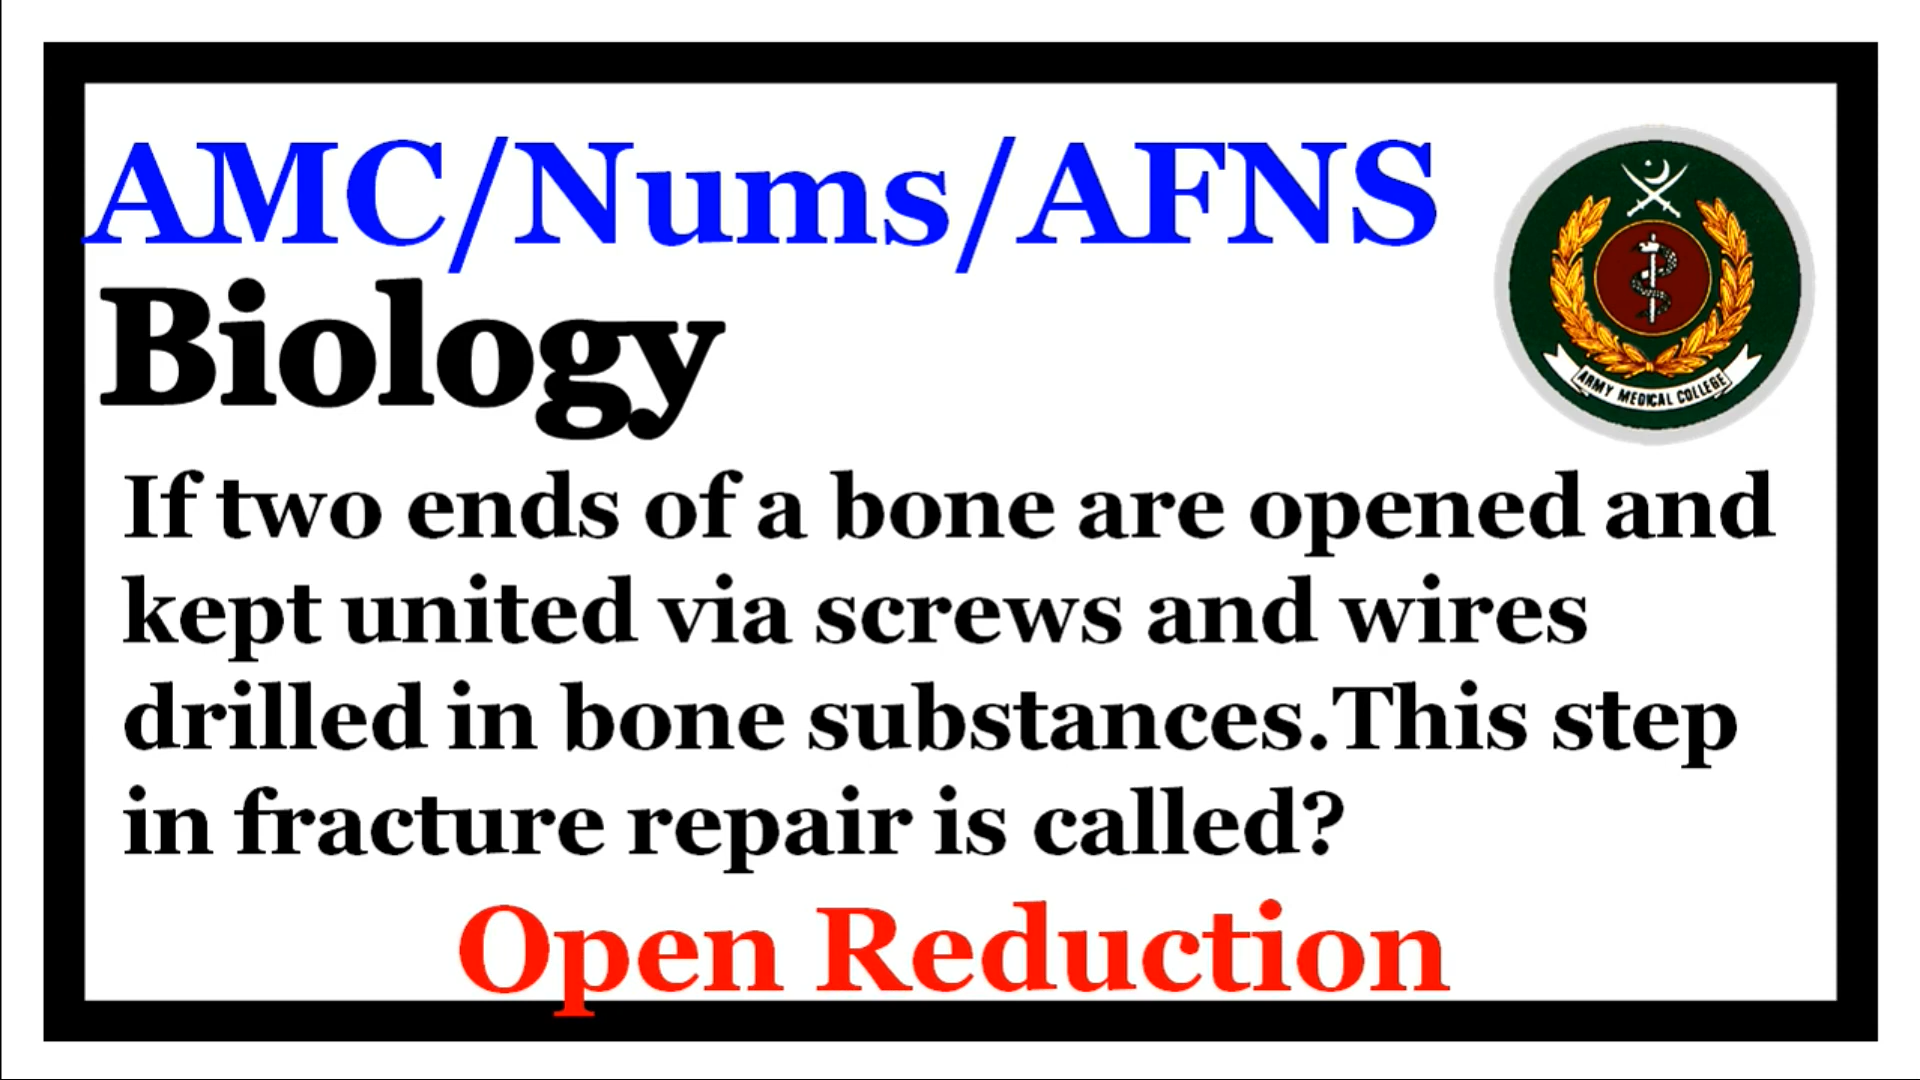 AMC/Nums/AFNS
Biology
ARMY MEDICAL COLLEGE
If two ends of a bone are opened and
kept united via screws and wires
drilled in bone substances.This step
in fracture repair is called?
Open Reduction